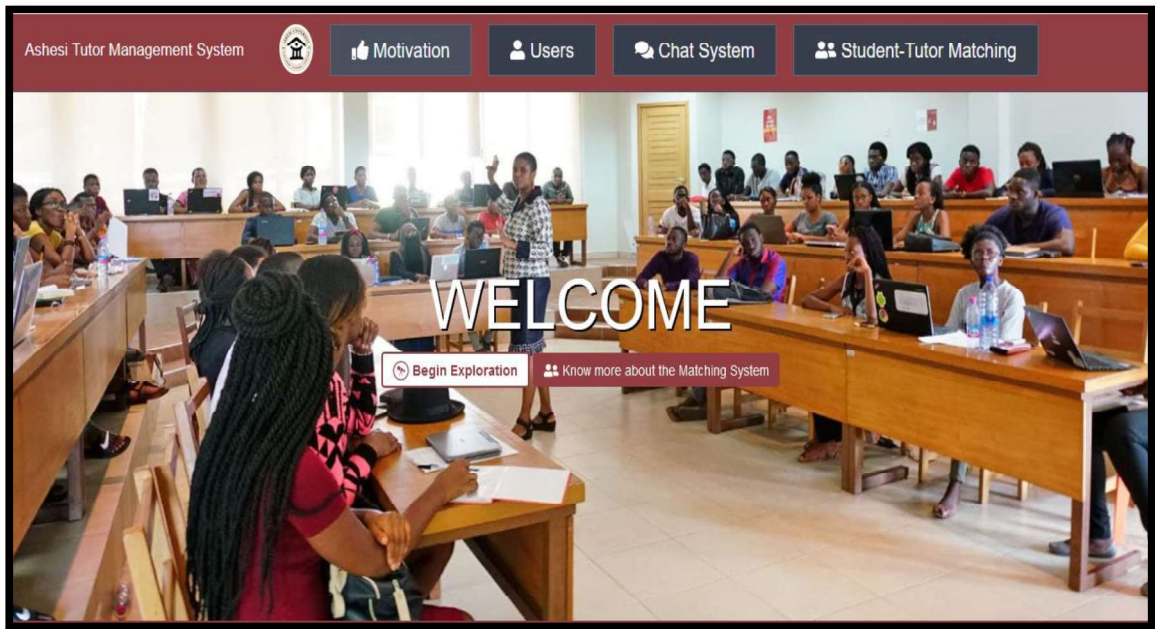 Ashesi Tutor Management System
Motivation
Users
Chat System
Student-Tutor Matching
WELCOME
Begin Exploration
Know more about the Matching System